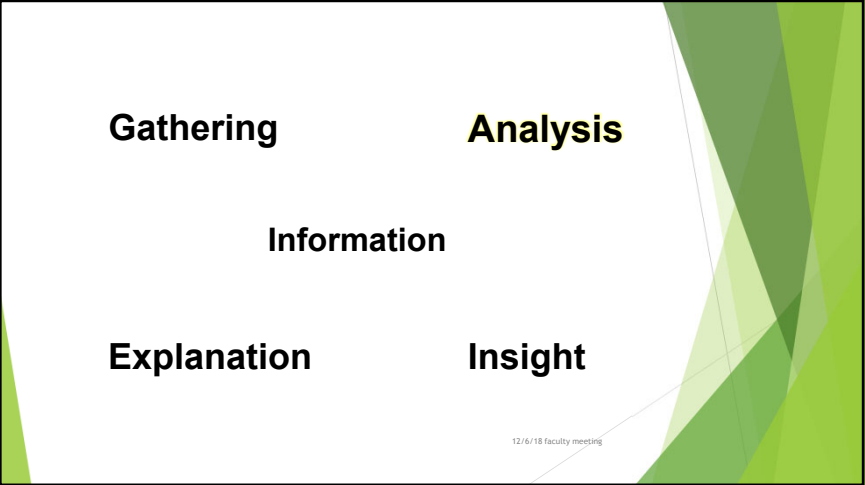 Gathering
Analysis
Information
Explanation
Insight
12/6/18 faculty meeting